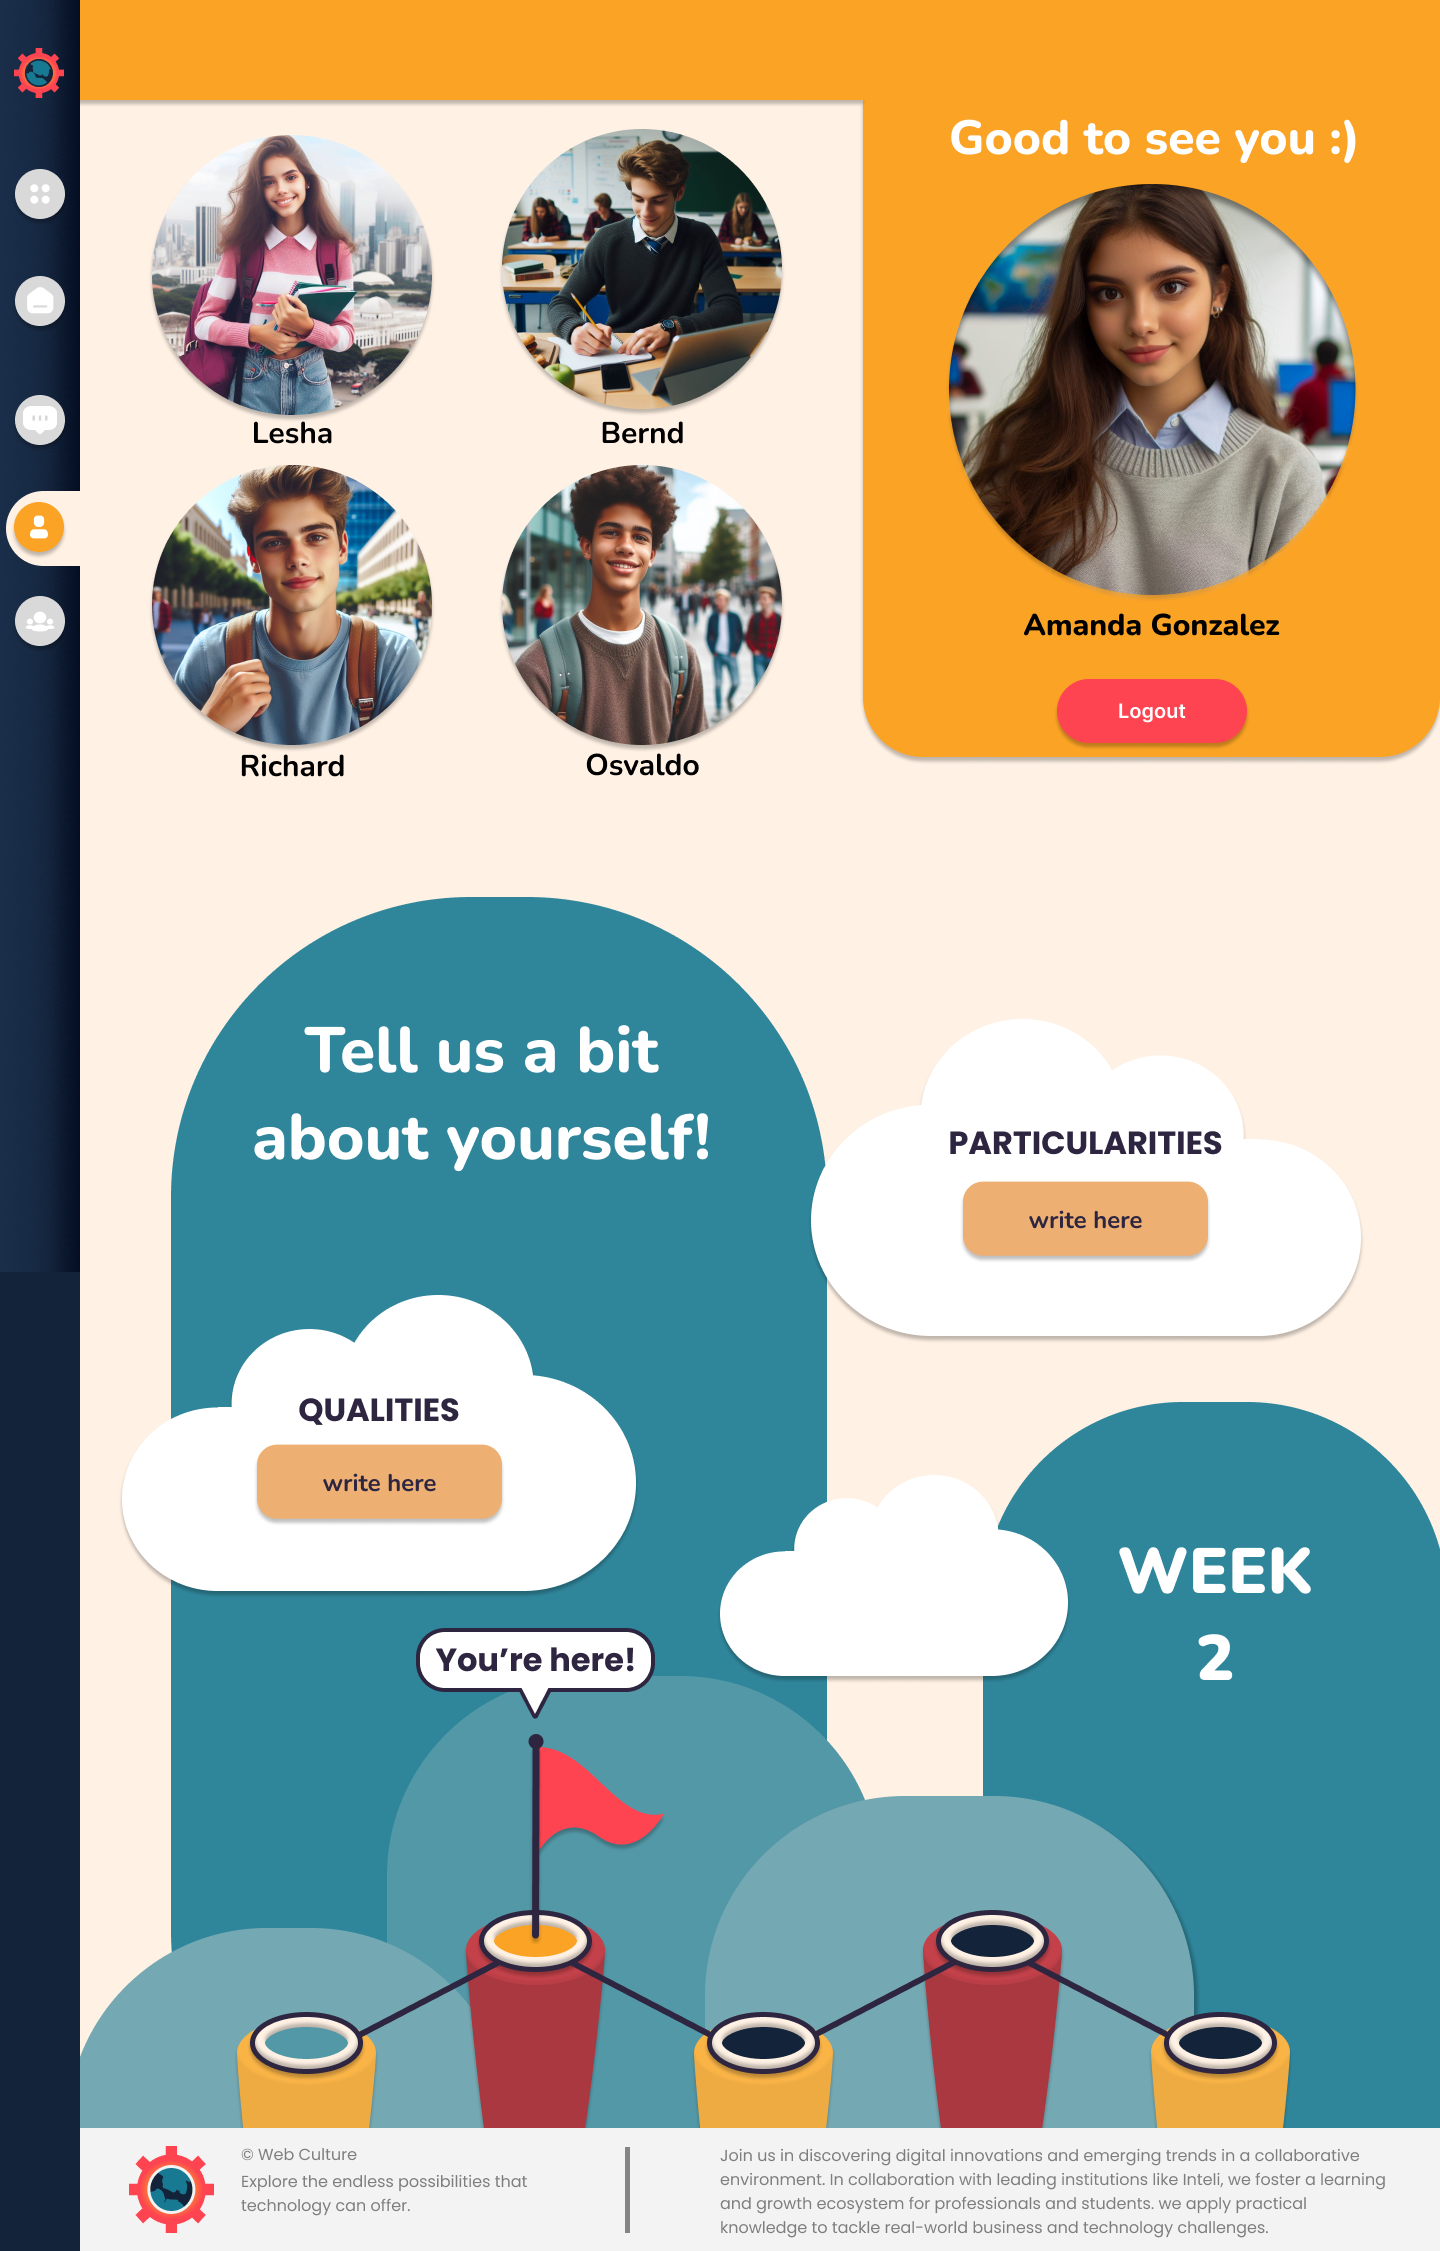 Good to see you :)
Lesha
Bernd
Richard
Osvaldo
Amanda Gonzalez
Logout
Tell us a bit
about yourself!
PARTICULARITIES
write here
QUALITIES
write here
WEEK
2
You’re here!
© Web Culture
Explore the endless possibilities that
technology can offer.
Join us in discovering digital innovations and emerging trends in a collaborative
environment. In collaboration with leading institutions like Inteli, we foster a learning
and growth ecosystem for professionals and students. we apply practical
knowledge to tackle real-world business and technology challenges.